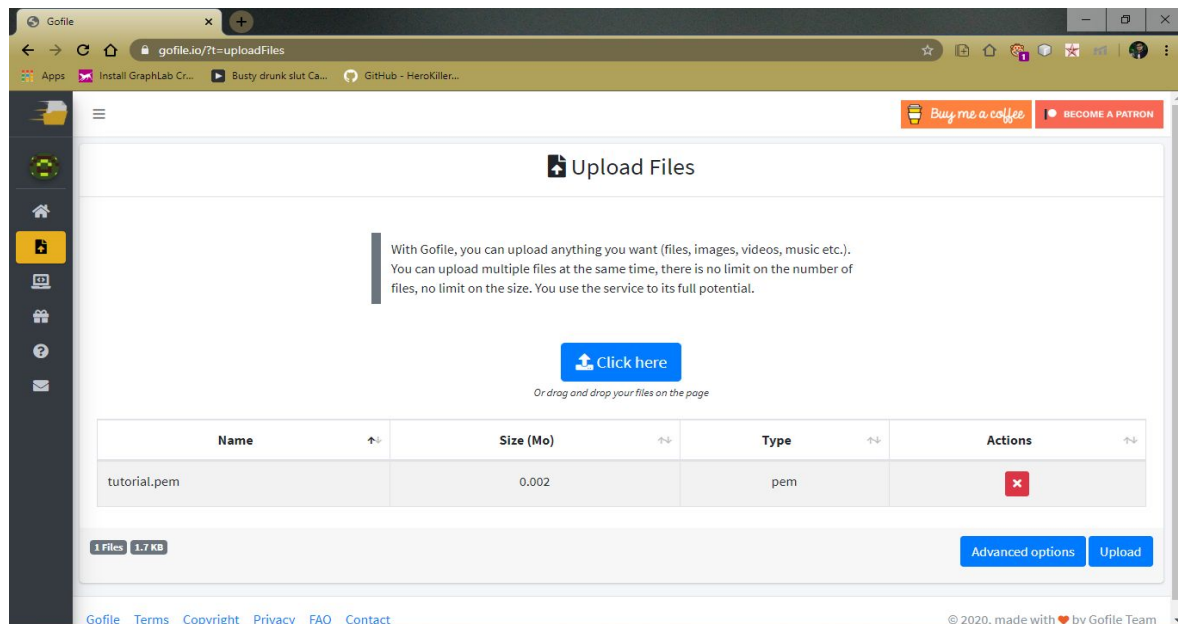 Gofile
gofile.io/?t=uploadFiles
Apps
Install GraphLab Cr...
Busty drunk slut Ca...
GitHub - HeroKiller...
1
Buy me a coffee
BECOME A PATRON
Upload Files
With Gofile, you can upload anything you want (files, images, videos, music etc.).
You can upload multiple files at the same time, there is no limit on the number of
files, no limit on the size. You use the service to its full potential.
Click here
Or drag and drop your files on the page
Name Size (Mo) Type Actions
tutorial.pem 0.002 pem
1 Files 1.7 KB
Advanced options Upload
Gofile Terms Copyright Privacy FAQ Contact
© 2020. made with ❤ by Gofile Team